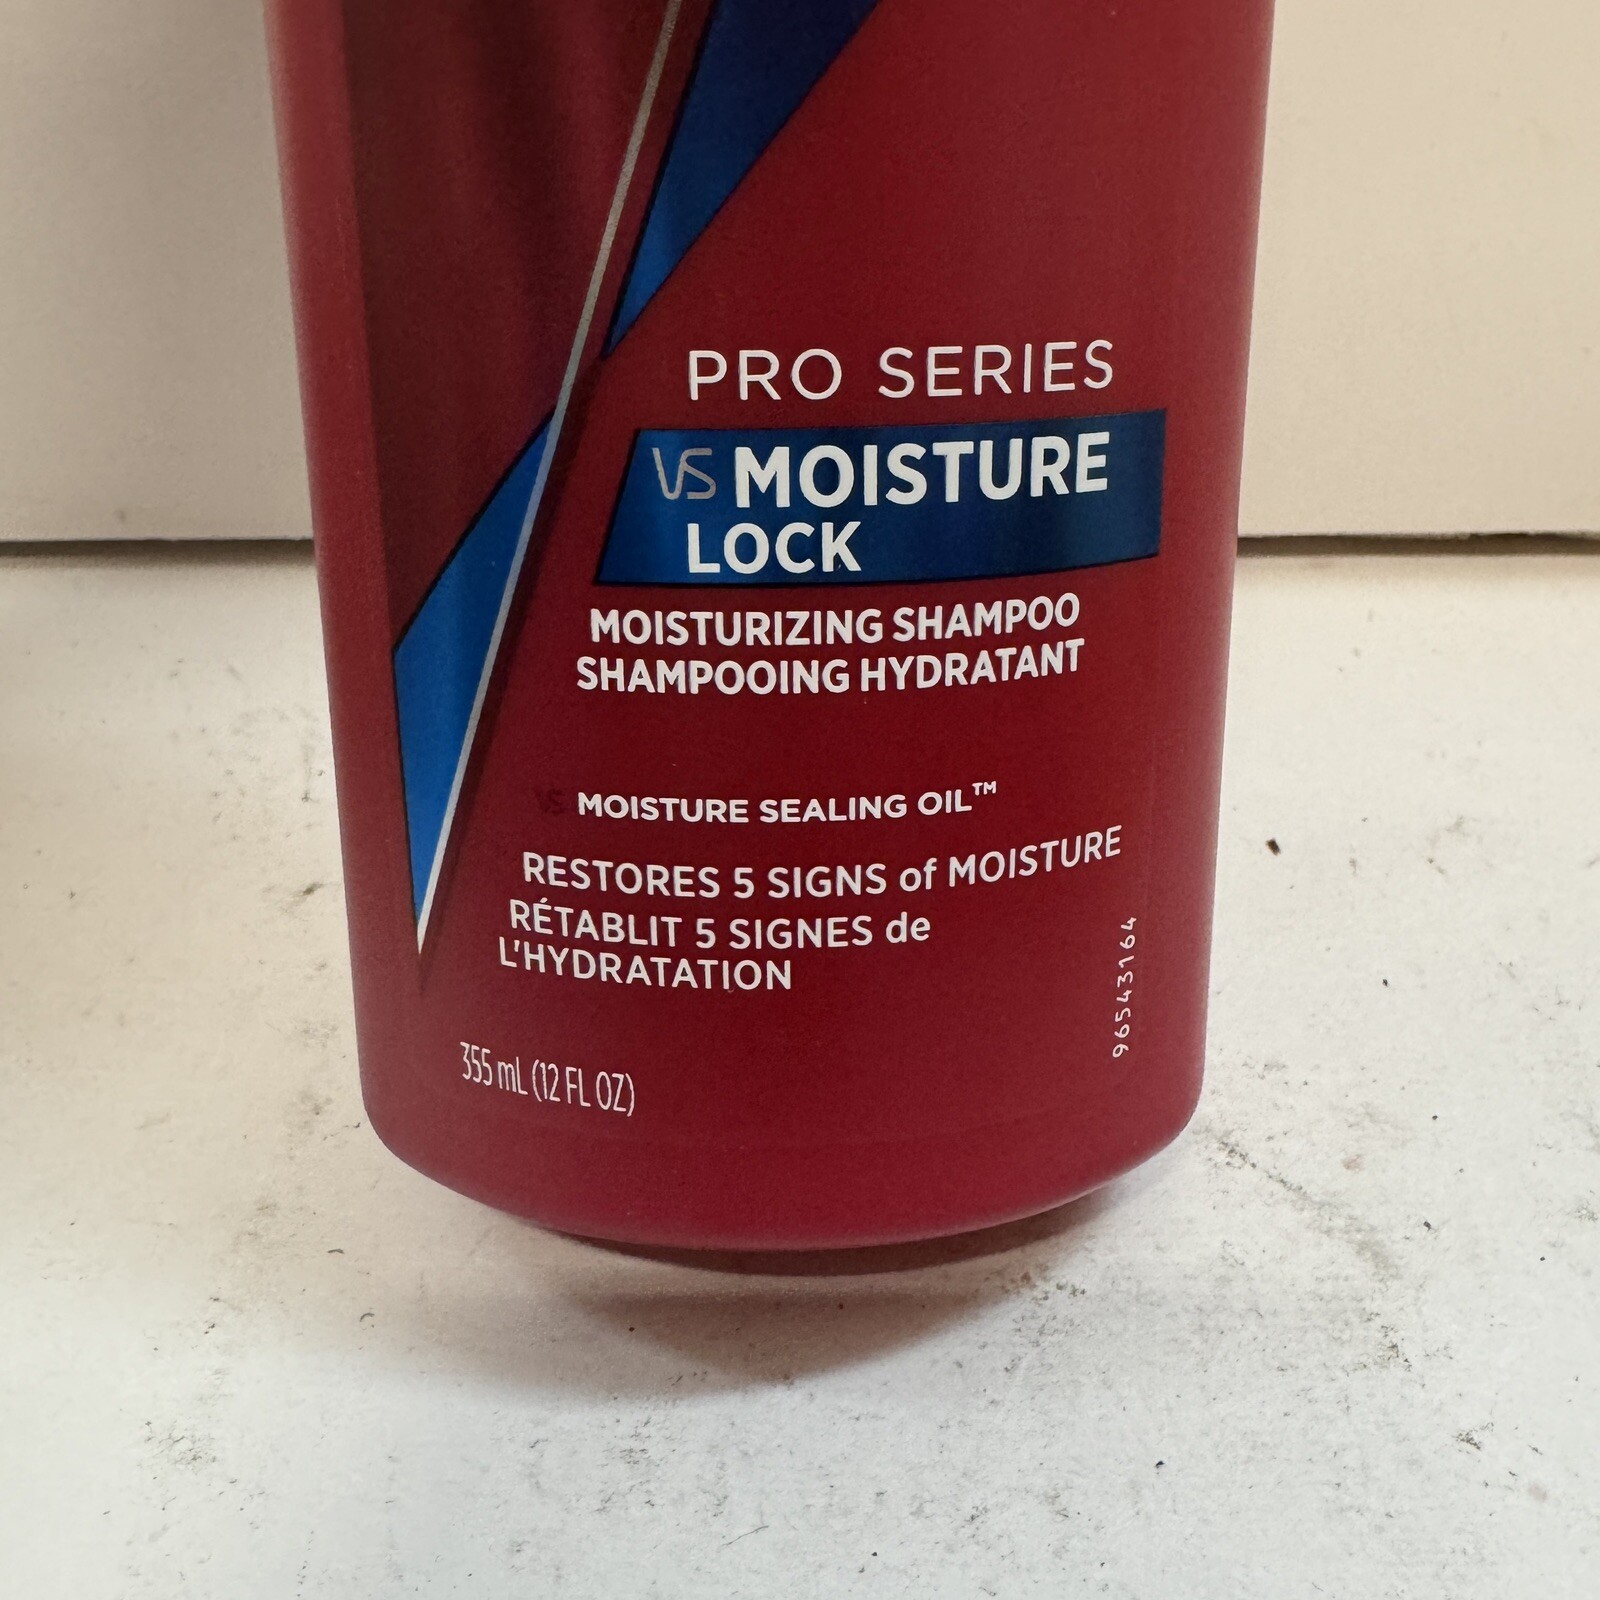 PRO SERIES
VS MOISTURE
LOCK
MOISTURIZING SHAMPOO
SHAMPOOING HYDRATANT
VS MOISTURE SEALING OIL™
RESTORES 5 SIGNS of MOISTURE
RÉTABLIT 5 SIGNES de
L'HYDRATATION
96543164
355 mL (12 FL OZ)